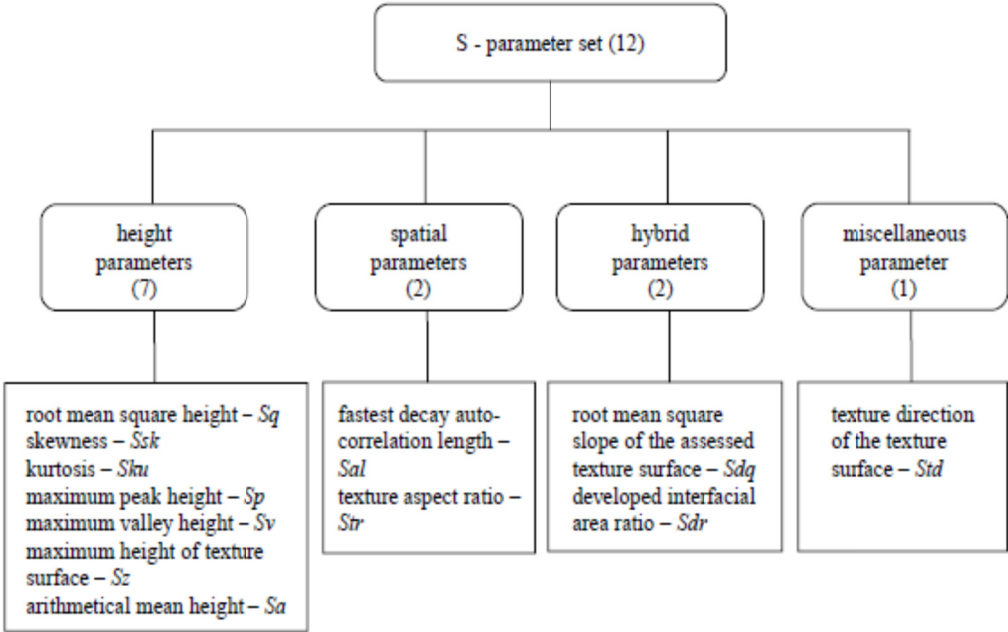 S - parameter set (12)
height
parameters
(7)
spatial
parameters
(2)
hybrid
parameters
(2)
miscellaneous
parameter
(1)
root mean square height – Sq
skewness – Ssk
kurtosis – Sku
maximum peak height – Sp
maximum valley height – Sv
maximum height of texture
surface – Sz
arithmetical mean height – Sa
fastest decay auto-
correlation length –
Sal
texture aspect ratio –
Str
root mean square
slope of the assessed
texture surface – Sdq
developed interfacial
area ratio – Sdr
texture direction
of the texture
surface – Std